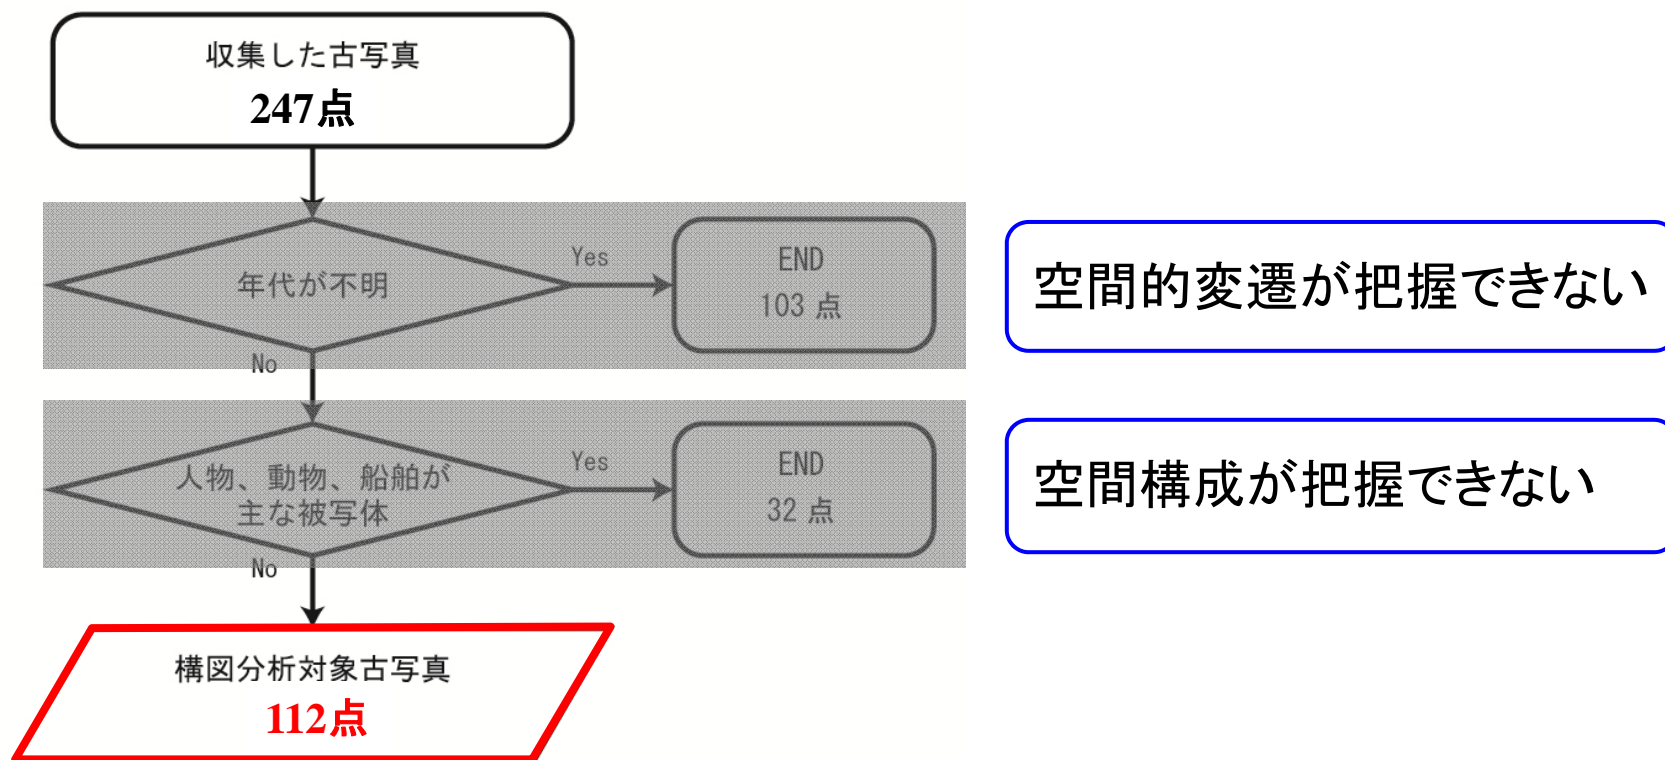 収集した古写真
247点
年代が不明
Yes
END
103 点
空間的変遷が把握できない
No
人物、動物、船舶が
主な被写体
Yes
END
32 点
空間構成が把握できない
No
構図分析対象古写真
112点